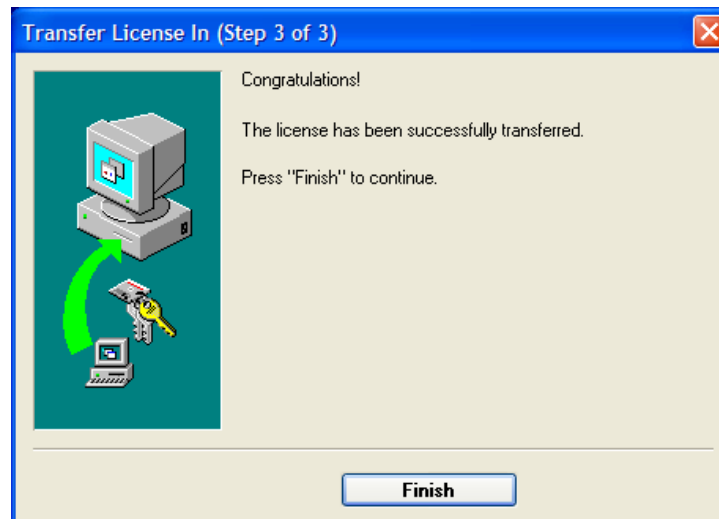 Transfer License In (Step 3 of 3)
Congratulations!
The license has been successfully transferred.
Press "Finish" to continue.
Finish